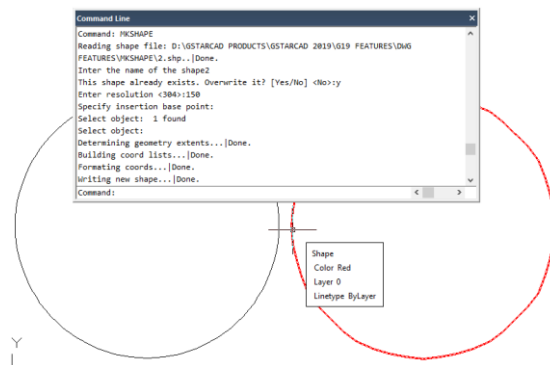 Command Line
Command: MKSHAPE
Reading shape file: D:\GSTARCAD PRODUCTS\GSTARCAD 2019\G19 FEATURES\DWG
FEATURES\MKSHAPE\2.shp..|Done.
Inter the name of the shape2
This shape already exists. Overwrite it? [Yes/No] <No>:y
Enter resolution <304>:150
Specify insertion base point:
Select object:  1 found
Select object:
Determining geometry extents...|Done.
Building coord lists...|Done.
Formating coords...|Done.
Writing new shape...|Done.
Command:
Shape
Color Red
Layer 0
Linetype ByLayer
Y